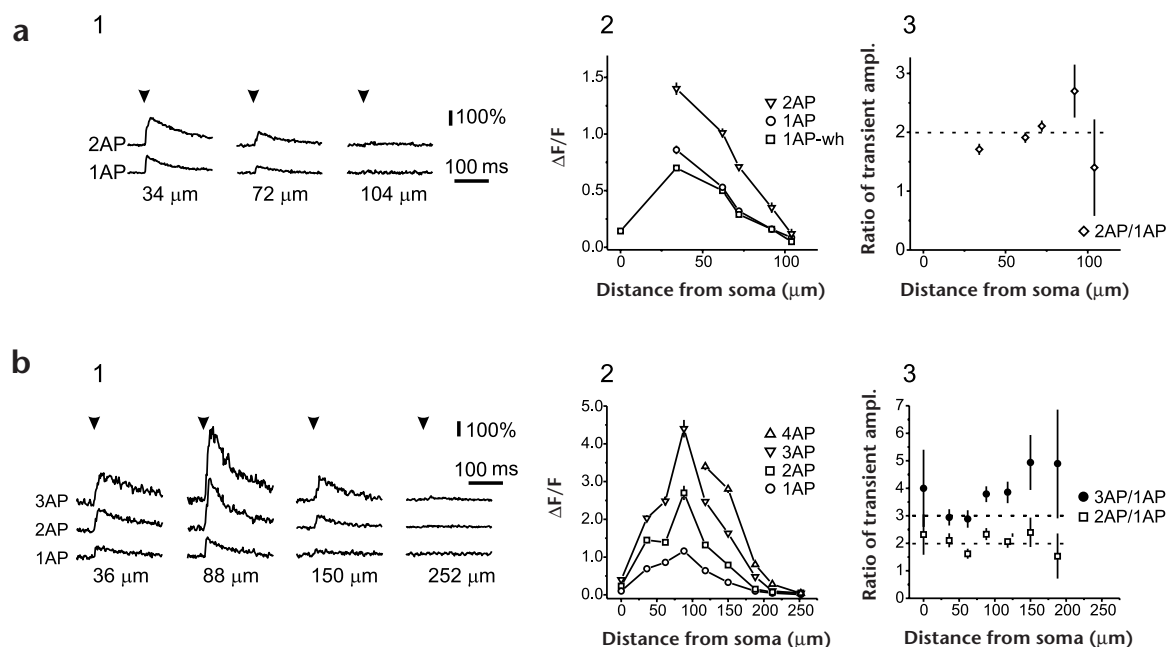 a
1
2AP
1AP
34 µm
72 µm
104 µm
100%
100 ms
2
ΔF/F
1.5
1.0
0.5
0.0
0
50
100
Distance from soma (µm)
2AP
1AP
1AP-wh
3
Ratio of transient ampl.
3
2
1
0
0
50
100
Distance from soma (µm)
2AP/1AP
b
1
3AP
2AP
1AP
36 µm
88 µm
150 µm
252 µm
100%
100 ms
2
ΔF/F
5.0
4.0
3.0
2.0
1.0
0.0
0
50
100
150
200
250
Distance from soma (µm)
4AP
3AP
2AP
1AP
3
Ratio of transient ampl.
7
6
5
4
3
2
1
0
0
50
100
150
200
250
Distance from soma (µm)
3AP/1AP
2AP/1AP